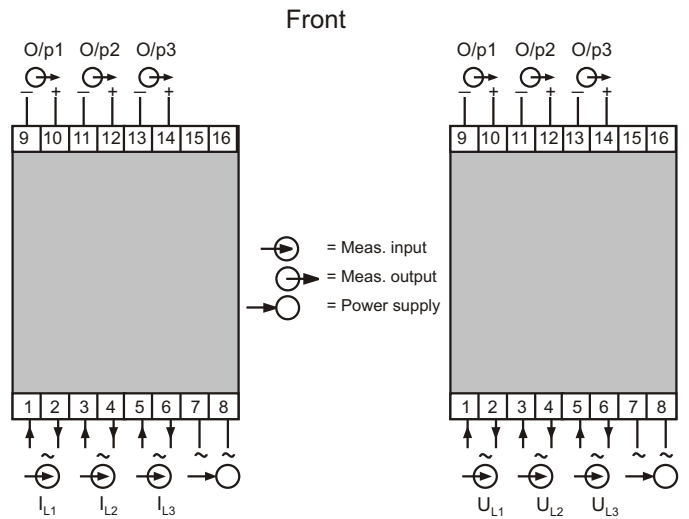 Front
O/p1 O/p2 O/p3 O/p1 O/p2 O/p3
− + − + − + − + − + − +
9 10 11 12 13 14 15 16 9 10 11 12 13 14 15 16
= Meas. input
= Meas. output
= Power supply
1 2 3 4 5 6 7 8 1 2 3 4 5 6 7 8
~ ~ ~ ~ ~ ~ ~ ~ ~ ~
IL1 IL2 IL3 UL1 UL2 UL3